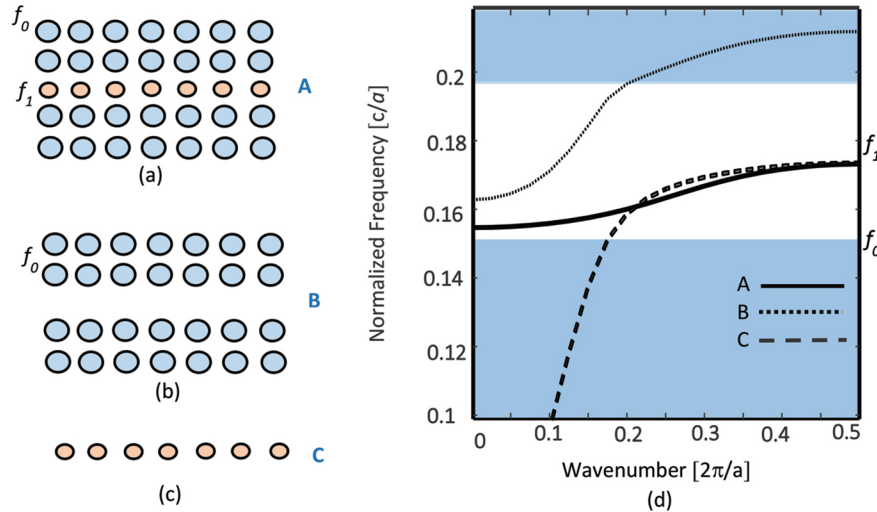 f0
f1
A
(a)
f0
B
(b)
C
(c)
Normalized Frequency [c/a]
0.2
0.18
0.16
0.14
0.12
0.1
f1
f0
A
B
C
0
0.1
0.2
0.3
0.4
0.5
Wavenumber [2π/a]
(d)